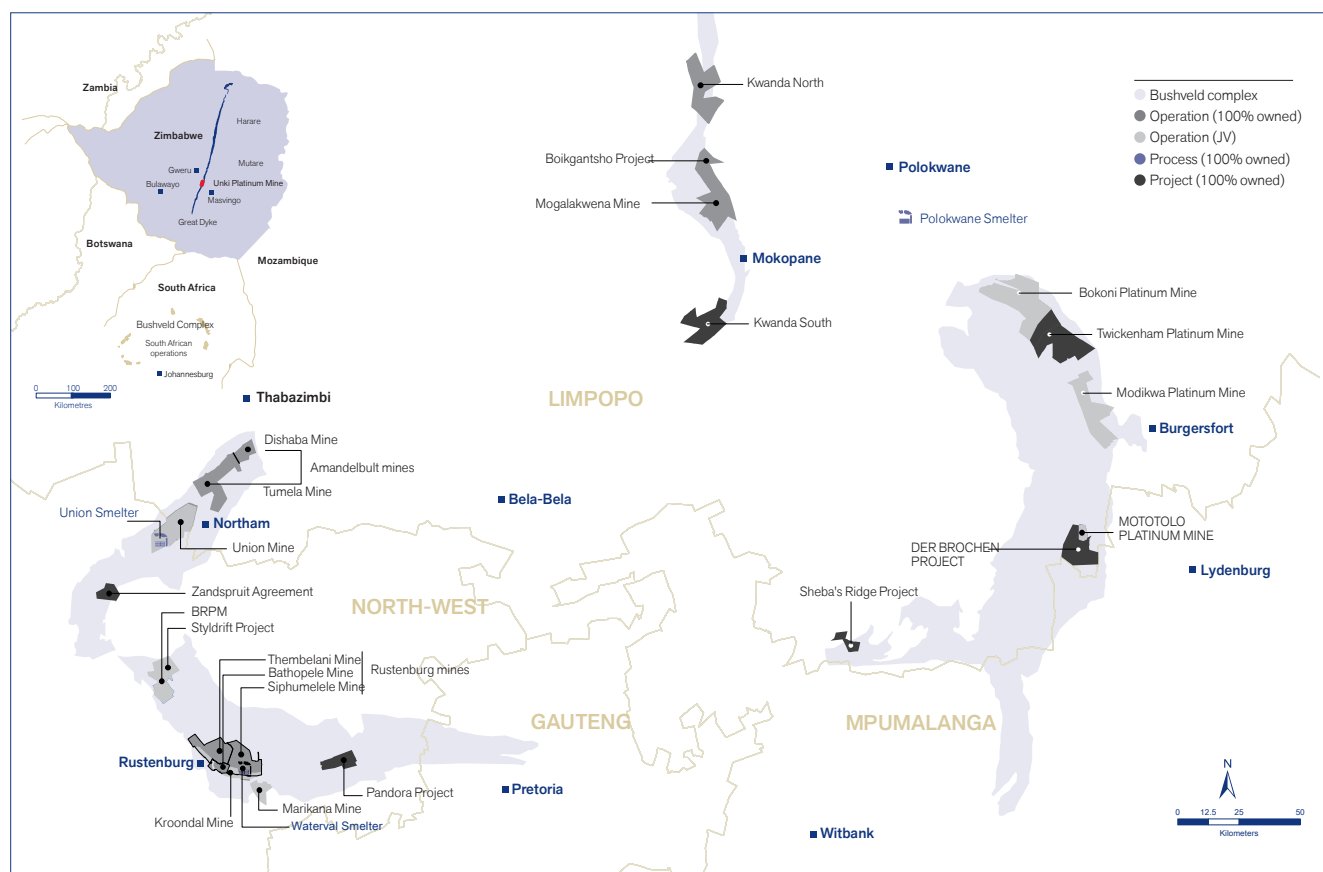 Zambia
Zimbabwe
Harare
Mutare
Gweru
Bulawayo
Unki Platinum Mine
Masvingo
Great Dyke
Botswana
Mozambique
South Africa
Bushveld Complex
South African
operations
Johannesburg
0 100 200
Kilometres
Kwanda North
Boikgantsho Project
Mogalakwena Mine
Mokopane
Kwanda South
Polokwane
Polokwane Smelter
Bushveld complex
Operation (100% owned)
Operation (JV)
Process (100% owned)
Project (100% owned)
Bokoni Platinum Mine
Twickenham Platinum Mine
Modikwa Platinum Mine
Burgersfort
MOTOTOLO
PLATINUM MINE
DER BROCHEN
PROJECT
Lydenburg
Sheba's Ridge Project
Thabazimbi
LIMPOPO
Dishaba Mine
Amandelbult mines
Tumela Mine
Union Smelter
Northam
Union Mine
Bela-Bela
Zandspruit Agreement
NORTH-WEST
BRPM
Styldrift Project
Thembelani Mine
Bathopele Mine
Siphumelele Mine
Rustenburg mines
GAUTENG
MPUMALANGA
Rustenburg
Pandora Project
Pretoria
Marikana Mine
Kroondal Mine
Waterval Smelter
Witbank
N
0 12.5 25 50
Kilometers